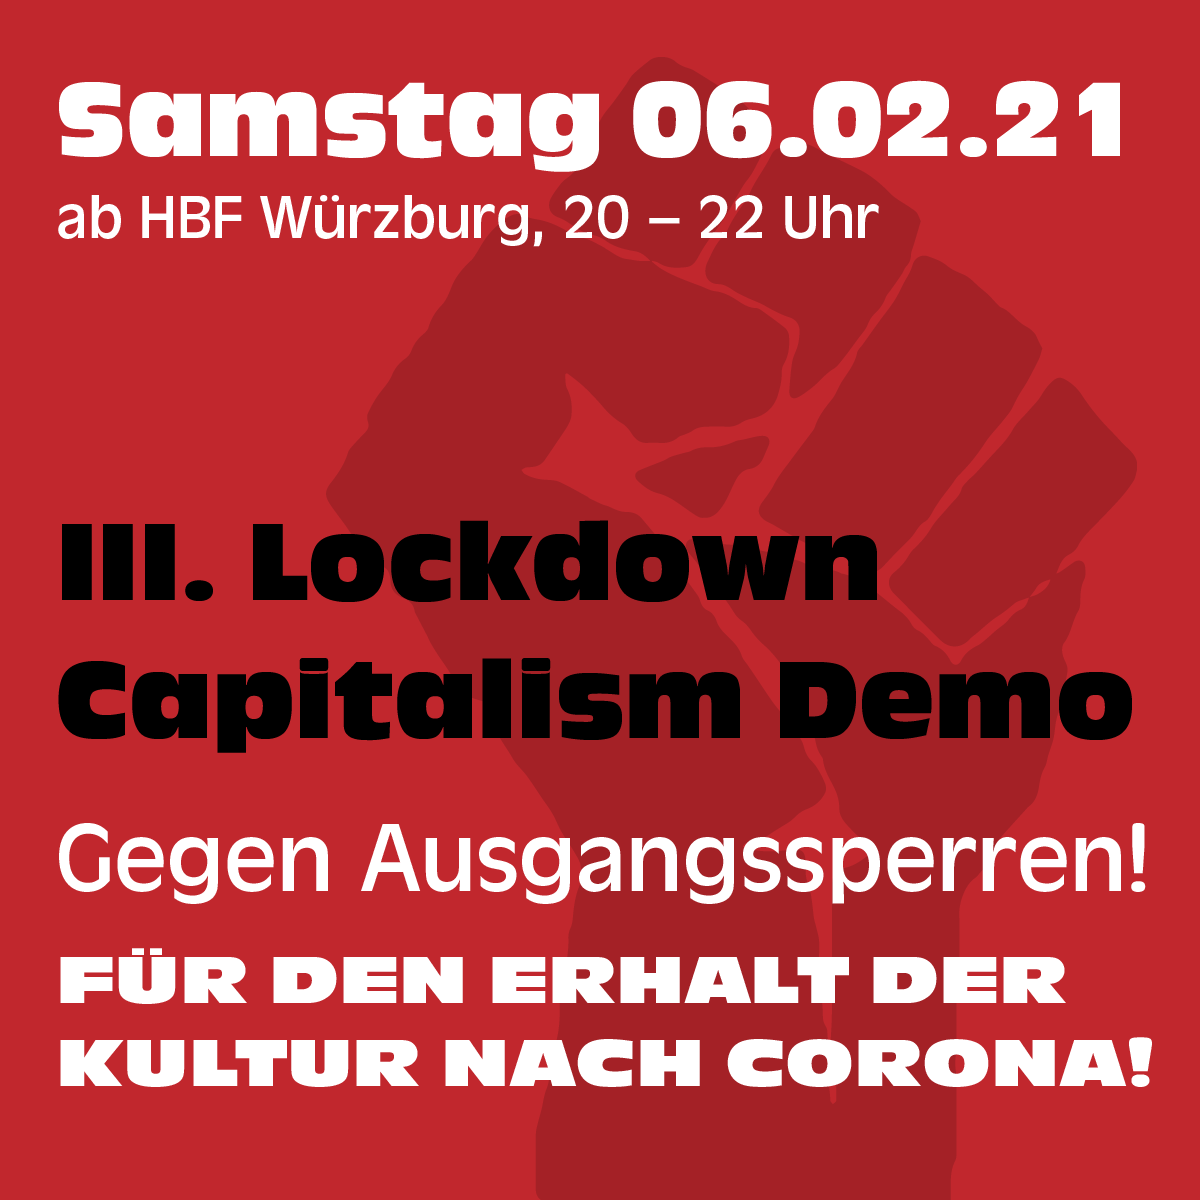 Samstag 06.02.21
ab HBF Würzburg, 20 – 22 Uhr
III. Lockdown
Capitalism Demo
Gegen Ausgangssperren!
FÜR DEN ERHALT DER
KULTUR NACH CORONA!